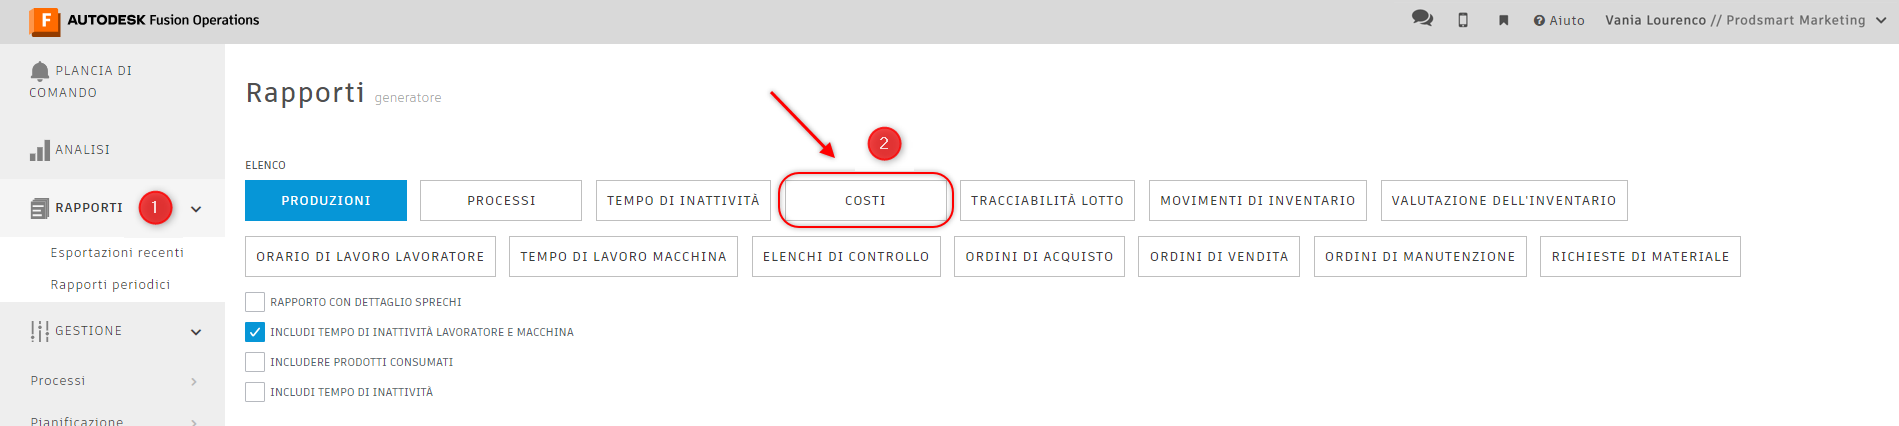 F AUTODESK Fusion Operations
Aiuto Vania Lourenco // Prodsmart Marketing
PLANCIA DI
COMANDO
ANALISI
RAPPORTI 1
Esportazioni recenti
Rapporti periodici
GESTIONE
Processi
Pianificazione
Rapporti generatore
2
ELENCO
PRODUZIONI PROCESSI TEMPO DI INATTIVITÀ COSTI TRACCIABILITÀ LOTTO MOVIMENTI DI INVENTARIO VALUTAZIONE DELL'INVENTARIO
ORARIO DI LAVORO LAVORATORE TEMPO DI LAVORO MACCHINA ELENCHI DI CONTROLLO ORDINI DI ACQUISTO ORDINI DI VENDITA ORDINI DI MANUTENZIONE RICHIESTE DI MATERIALE
RAPPORTO CON DETTAGLIO SPRECHI
INCLUDI TEMPO DI INATTIVITÀ LAVORATORE E MACCHINA
INCLUDERE PRODOTTI CONSUMATI
INCLUDI TEMPO DI INATTIVITÀ